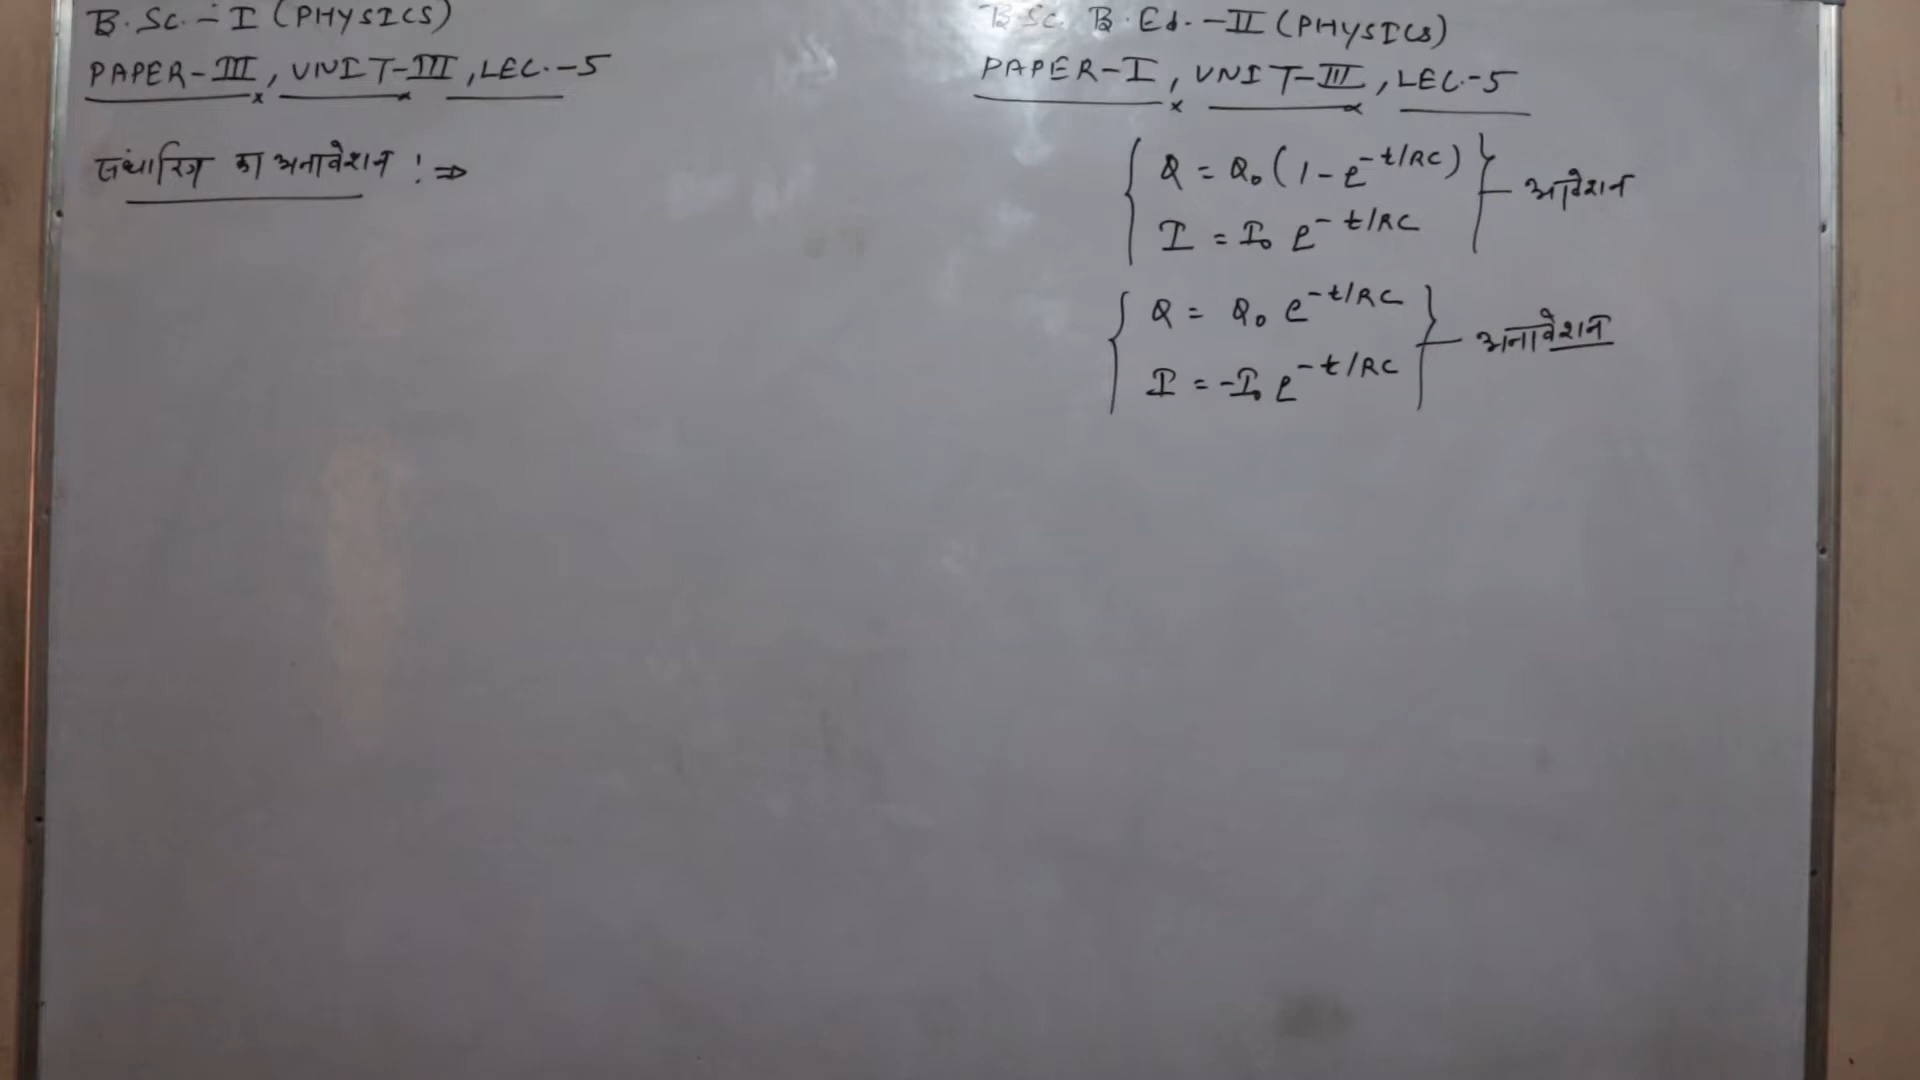 B.Sc.-I (PHYSICS)
PAPER-III, UNIT-III, LEC.-5
संधारित्र का अनावेशन :⇒
B.Sc. B.Ed.-II (PHYSICS)
PAPER-I, UNIT-III, LEC.-5
Q = Q₀ (1 - e^{-t/RC})
I = I₀ e^{-t/RC}
आवेशन
Q = Q₀ e^{-t/RC}
I = -I₀ e^{-t/RC}
अनावेशन